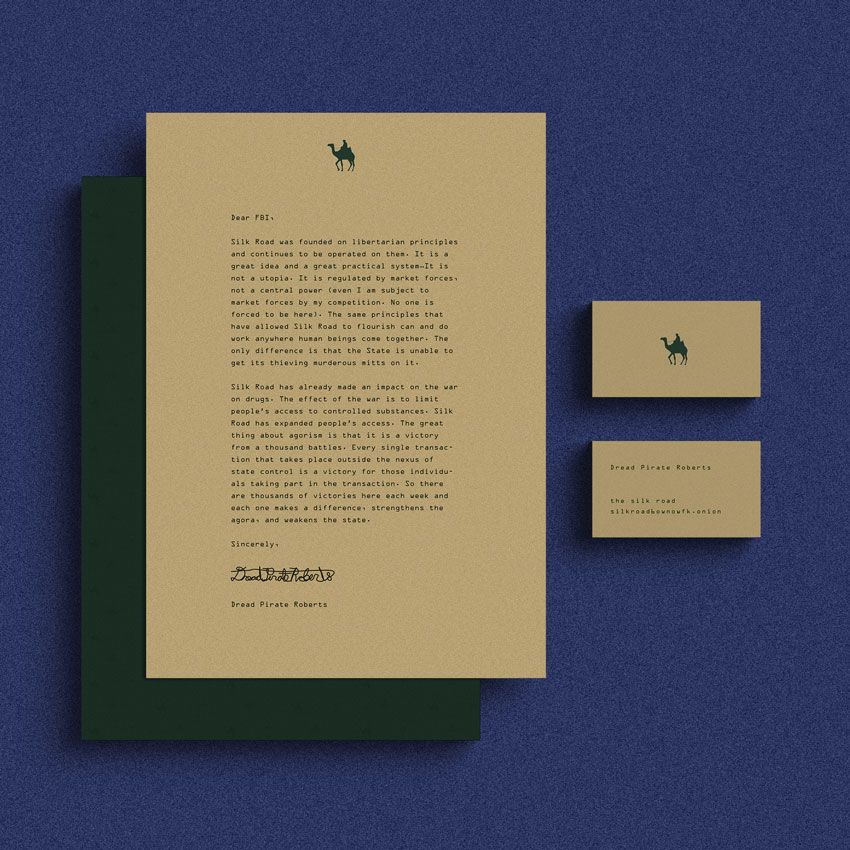 Dear FBI,
Silk Road was founded on libertarian principles
and continues to be operated on them. It is a
great idea and a great practical system—It is
not a utopia. It is regulated by market forces,
not a central power (even I am subject to
market forces by my competition. No one is
forced to be here). The same principles that
have allowed Silk Road to flourish can and do
work anywhere human beings come together. The
only difference is that the State is unable to
get its thieving murderous mitts on it.
Silk Road has already made an impact on the war
on drugs. The effect of the war is to limit
people's access to controlled substances. Silk
Road has expanded people's access. The great
thing about agorism is that it is a victory
from a thousand battles. Every single transac-
tion that takes place outside the nexus of
state control is a victory for those individu-
als taking part in the transaction. So there
are thousands of victories here each week and
each one makes a difference, strengthens the
agora, and weakens the state.
Sincerely,
Dread Pirate Roberts
Dread Pirate Roberts
Dread Pirate Roberts
the silk road
silkroad6ownowfk.onion